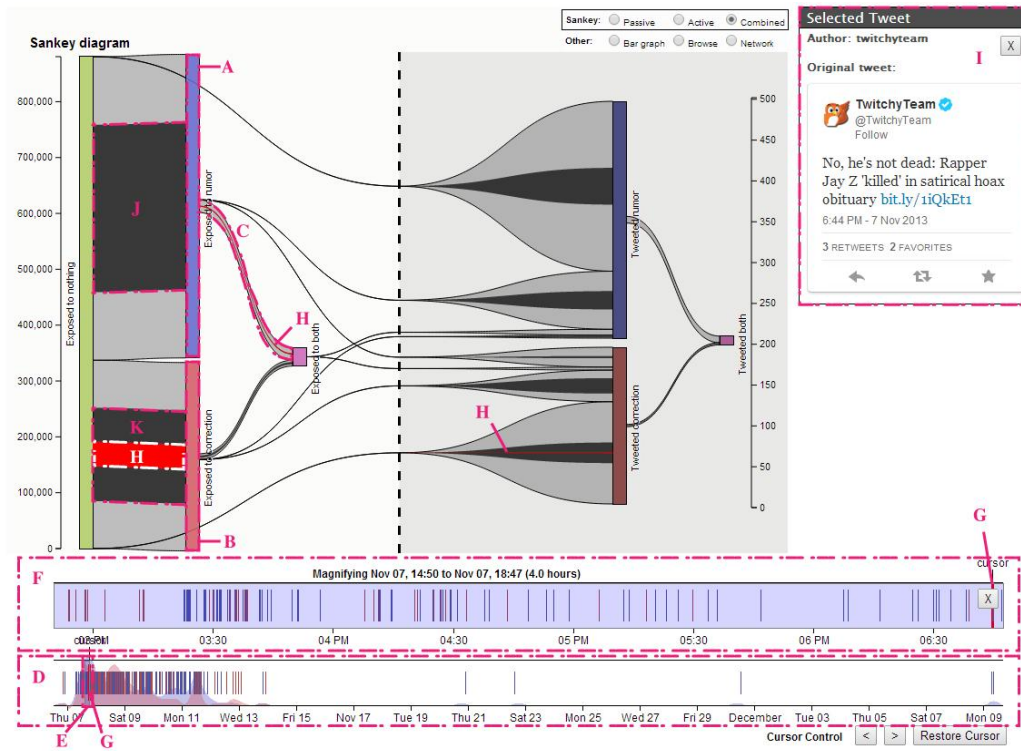 Sankey: Passive Active Combined
Other: Bar graph Browse Network
Sankey diagram
800,000
700,000
600,000
500,000
400,000
300,000
200,000
100,000
0
Exposed to nothing
A
J
K
H
B
Exposed to rumor
Exposed to correction
C
H
Exposed to both
H
Tweeted rumor
Tweeted correction
Tweeted both
500
450
400
350
300
250
200
150
100
50
0
Selected Tweet
Author: twitchyteam
X
I
Original tweet:
TwitchyTeam
@TwitchyTeam
Follow
No, he's not dead: Rapper
Jay Z 'killed' in satirical hoax
obituary bit.ly/1iQkEt1
6:44 PM - 7 Nov 2013
3 RETWEETS 2 FAVORITES
G
cursor
F
Magnifying Nov 07, 14:50 to Nov 07, 18:47 (4.0 hours)
X
03 PM 03:30 04 PM 04:30 05 PM 05:30 06 PM 06:30
cursor
D
Thu 07 Sat 09 Mon 11 Wed 13 Fri 15 Nov 17 Tue 19 Thu 21 Sat 23 Mon 25 Wed 27 Fri 29 December Tue 03 Thu 05 Sat 07 Mon 09
E G
Cursor Control < > Restore Cursor